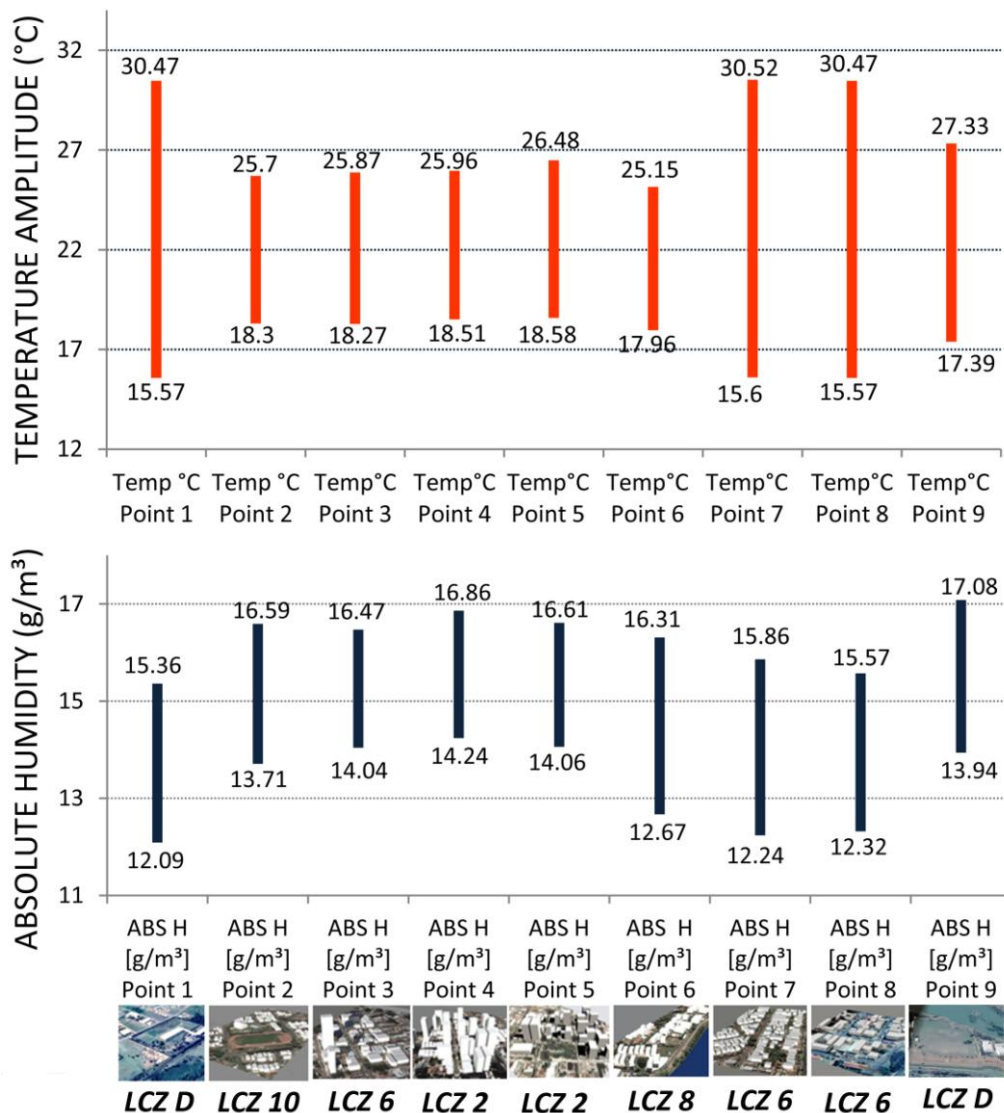 TEMPERATURE AMPLITUDE (°C)
32
27
22
17
12
30.47
15.57
25.7
18.3
25.87
18.27
25.96
18.51
26.48
18.58
25.15
17.96
30.52
15.6
30.47
15.57
27.33
17.39
Temp °C
Point 1
Temp °C
Point 2
Temp°C
Point 3
Temp°C
Point 4
Temp°C
Point 5
Temp°C
Point 6
Temp°C
Point 7
Temp°C
Point 8
Temp°C
Point 9
ABSOLUTE HUMIDITY (g/m³)
17
15
13
11
15.36
12.09
16.59
13.71
16.47
14.04
16.86
14.24
16.61
14.06
16.31
12.67
15.86
12.24
15.57
12.32
17.08
13.94
ABS H
[g/m³]
Point 1
ABS H
[g/m³]
Point 2
ABS H
[g/m³]
Point 3
ABS H
[g/m³]
Point 4
ABS H
[g/m³]
Point 5
ABS H
[g/m³]
Point 6
ABS H
[g/m³]
Point 7
ABS H
[g/m³]
Point 8
ABS H
[g/m³]
Point 9
LCZ D
LCZ 10
LCZ 6
LCZ 2
LCZ 2
LCZ 8
LCZ 6
LCZ 6
LCZ D